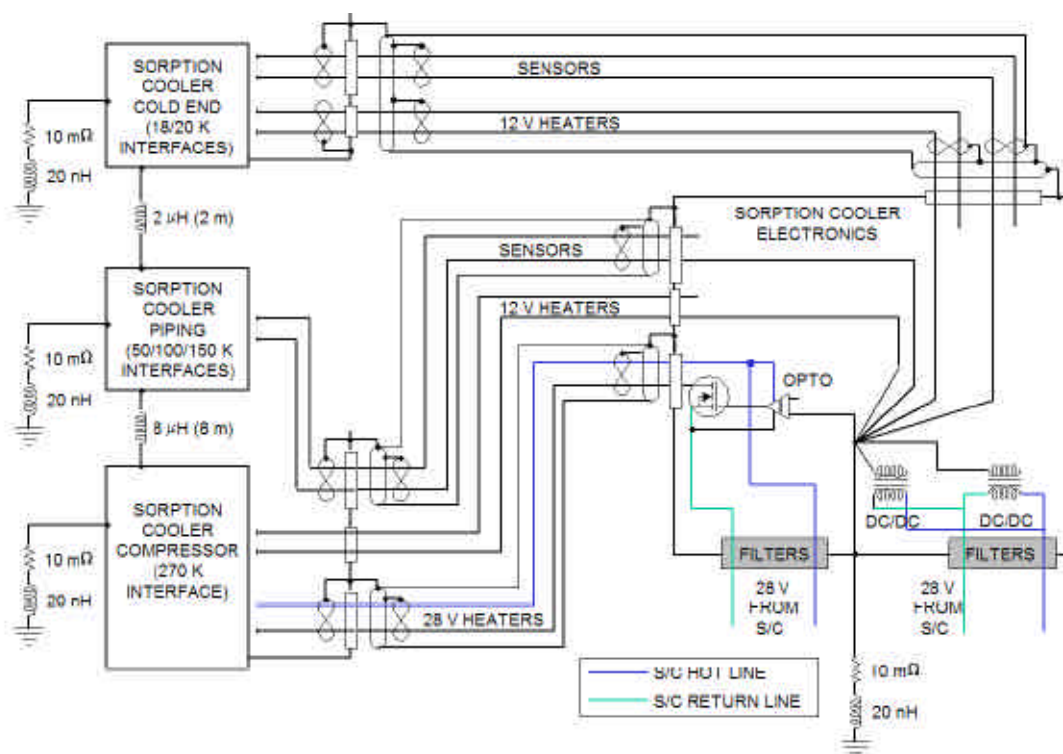 SORPTION
COOLER
COLD END
(18/20 K
INTERFACES)
10 mΩ
20 nH
2 μH (2 m)
SENSORS
12 V HEATERS
SORPTION COOLER
ELECTRONICS
SORPTION
COOLER
PIPING
(50/100/150 K
INTERFACES)
10 mΩ
20 nH
8 μH (8 m)
SENSORS
12 V HEATERS
OPTO
SORPTION
COOLER
COMPRESSOR
(270 K
INTERFACE)
10 mΩ
20 nH
28 V HEATERS
DC/DC
DC/DC
FILTERS
FILTERS
28 V
FROM
S/C
28 V
FROM
S/C
S/C HOT LINE
S/C RETURN LINE
10 mΩ
20 nH